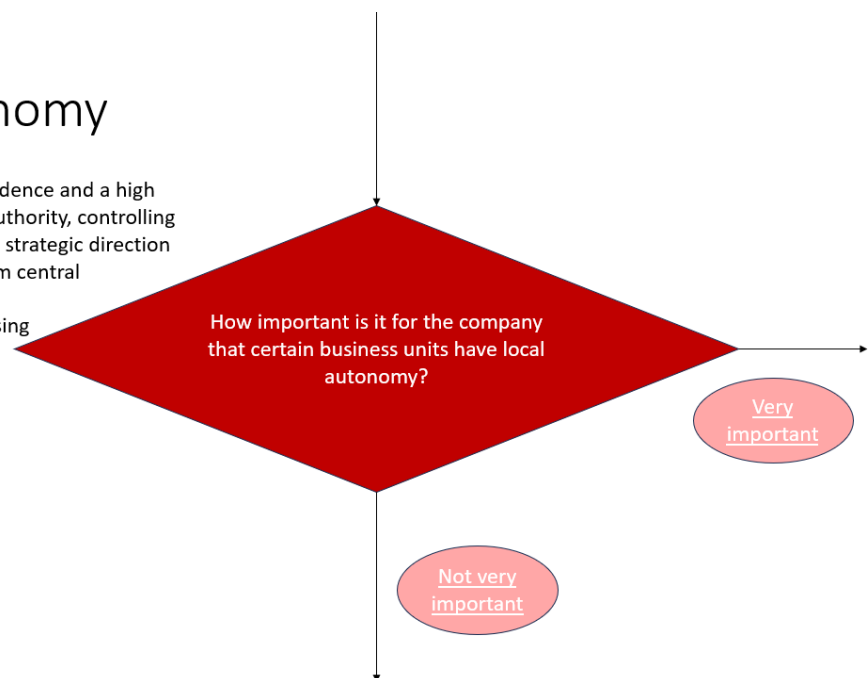 nomy
dence and a high
uthority, controlling
strategic direction
m central
sing
How important is it for the company
that certain business units have local
autonomy?
Very
important
Not very
important